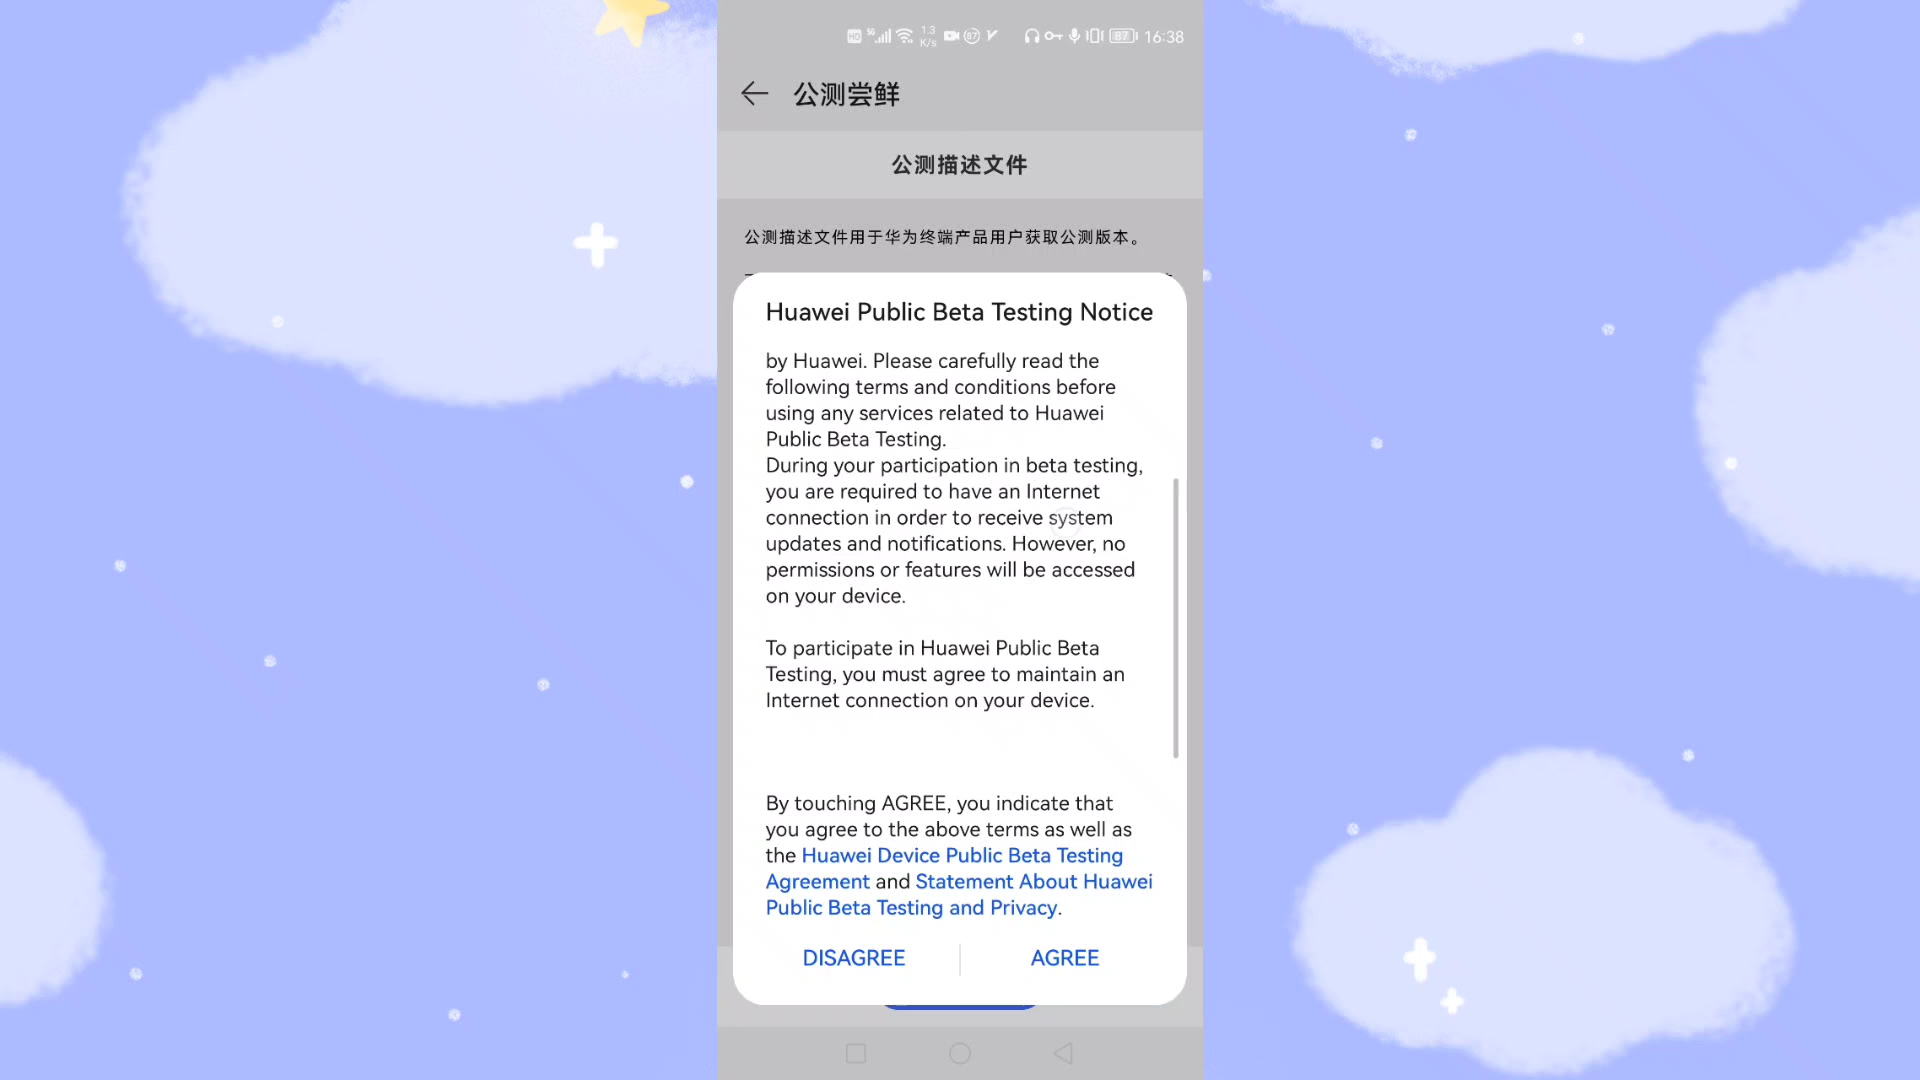 HD 5G 1.3 K/s 87 87 16:38
公测尝鲜
公测描述文件
公测描述文件用于华为终端产品用户获取公测版本。
Huawei Public Beta Testing Notice
by Huawei. Please carefully read the
following terms and conditions before
using any services related to Huawei
Public Beta Testing.
During your participation in beta testing,
you are required to have an Internet
connection in order to receive system
updates and notifications. However, no
permissions or features will be accessed
on your device.
To participate in Huawei Public Beta
Testing, you must agree to maintain an
Internet connection on your device.
By touching AGREE, you indicate that
you agree to the above terms as well as
the Huawei Device Public Beta Testing
Agreement and Statement About Huawei
Public Beta Testing and Privacy.
DISAGREE AGREE